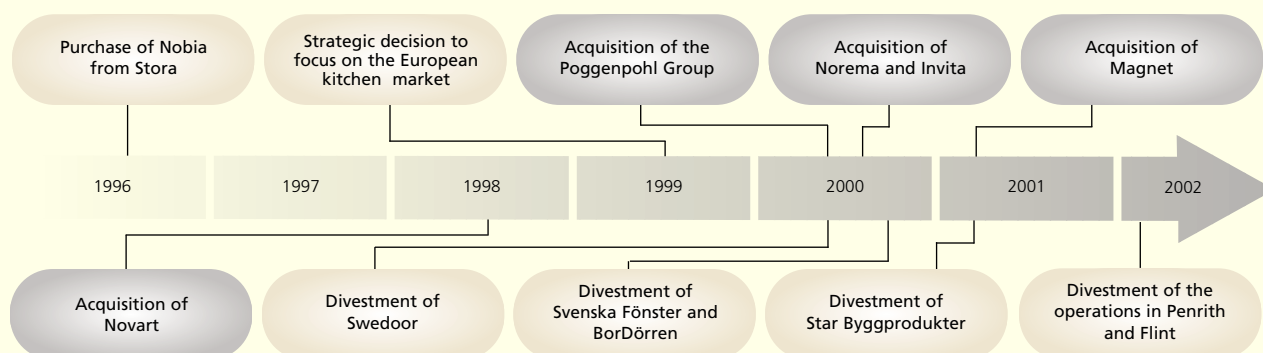 Purchase of Nobia
from Stora
Strategic decision to
focus on the European
kitchen market
Acquisition of the
Poggenpohl Group
Acquisition of
Norema and Invita
Acquisition of
Magnet
1996
1997
1998
1999
2000
2001
2002
Acquisition of
Novart
Divestment of
Swedoor
Divestment of
Svenska Fönster and
BorDörren
Divestment of
Star Byggprodukter
Divestment of the
operations in Penrith
and Flint